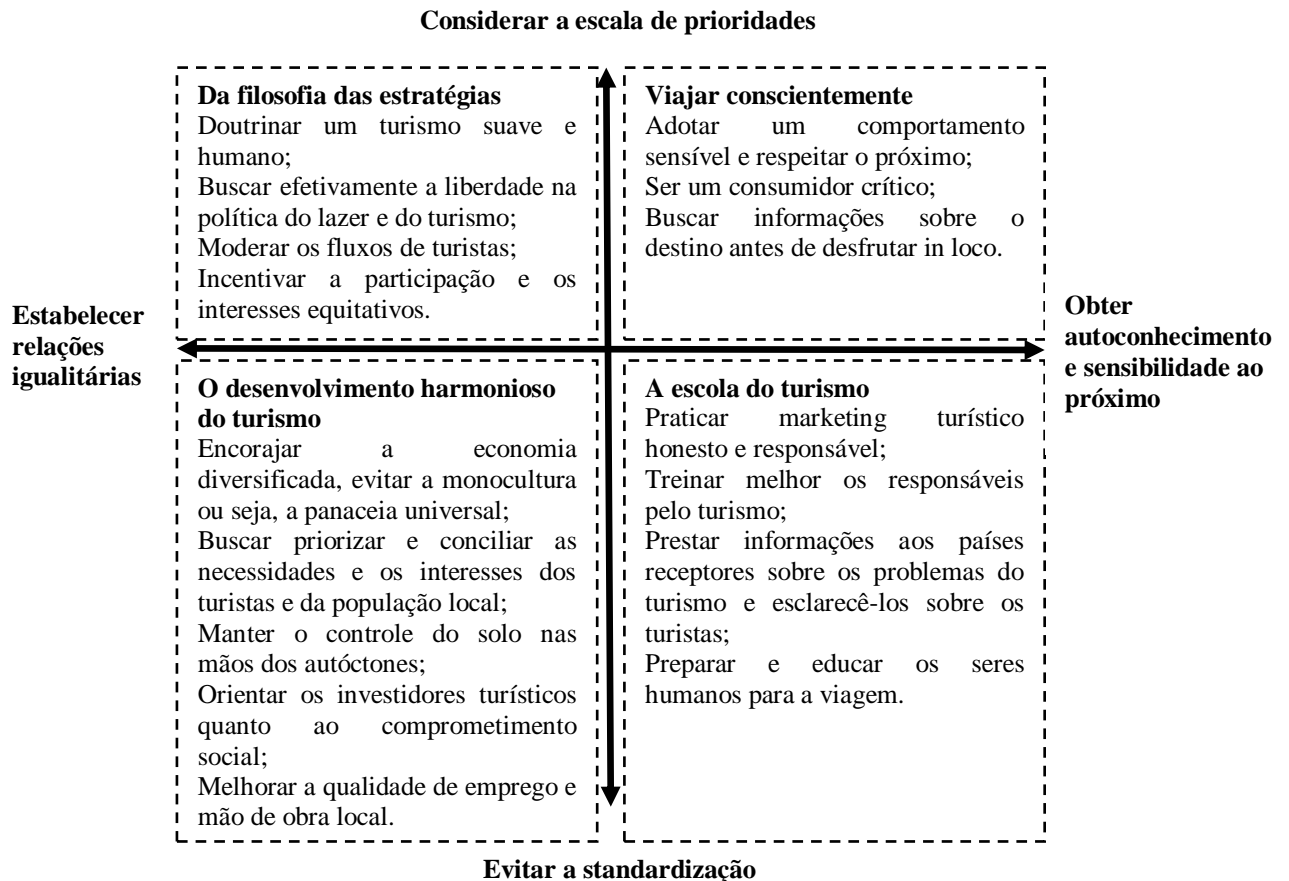 Considerar a escala de prioridades
Da filosofia das estratégias
Doutrinar um turismo suave e
humano;
Buscar efetivamente a liberdade na
política do lazer e do turismo;
Moderar os fluxos de turistas;
Incentivar a participação e os
interesses equitativos.
Viajar conscientemente
Adotar um comportamento
sensível e respeitar o próximo;
Ser um consumidor crítico;
Buscar informações sobre o
destino antes de desfrutar in loco.
Estabelecer
relações
igualitárias
Obter
autoconhecimento
e sensibilidade ao
próximo
O desenvolvimento harmonioso
do turismo
Encorajar a economia
diversificada, evitar a monocultura
ou seja, a panaceia universal;
Buscar priorizar e conciliar as
necessidades e os interesses dos
turistas e da população local;
Manter o controle do solo nas
mãos dos autóctones;
Orientar os investidores turísticos
quanto ao comprometimento
social;
Melhorar a qualidade de emprego e
mão de obra local.
A escola do turismo
Praticar marketing turístico
honesto e responsável;
Treinar melhor os responsáveis
pelo turismo;
Prestar informações aos países
receptores sobre os problemas do
turismo e esclarecê-los sobre os
turistas;
Preparar e educar os seres
humanos para a viagem.
Evitar a standardização